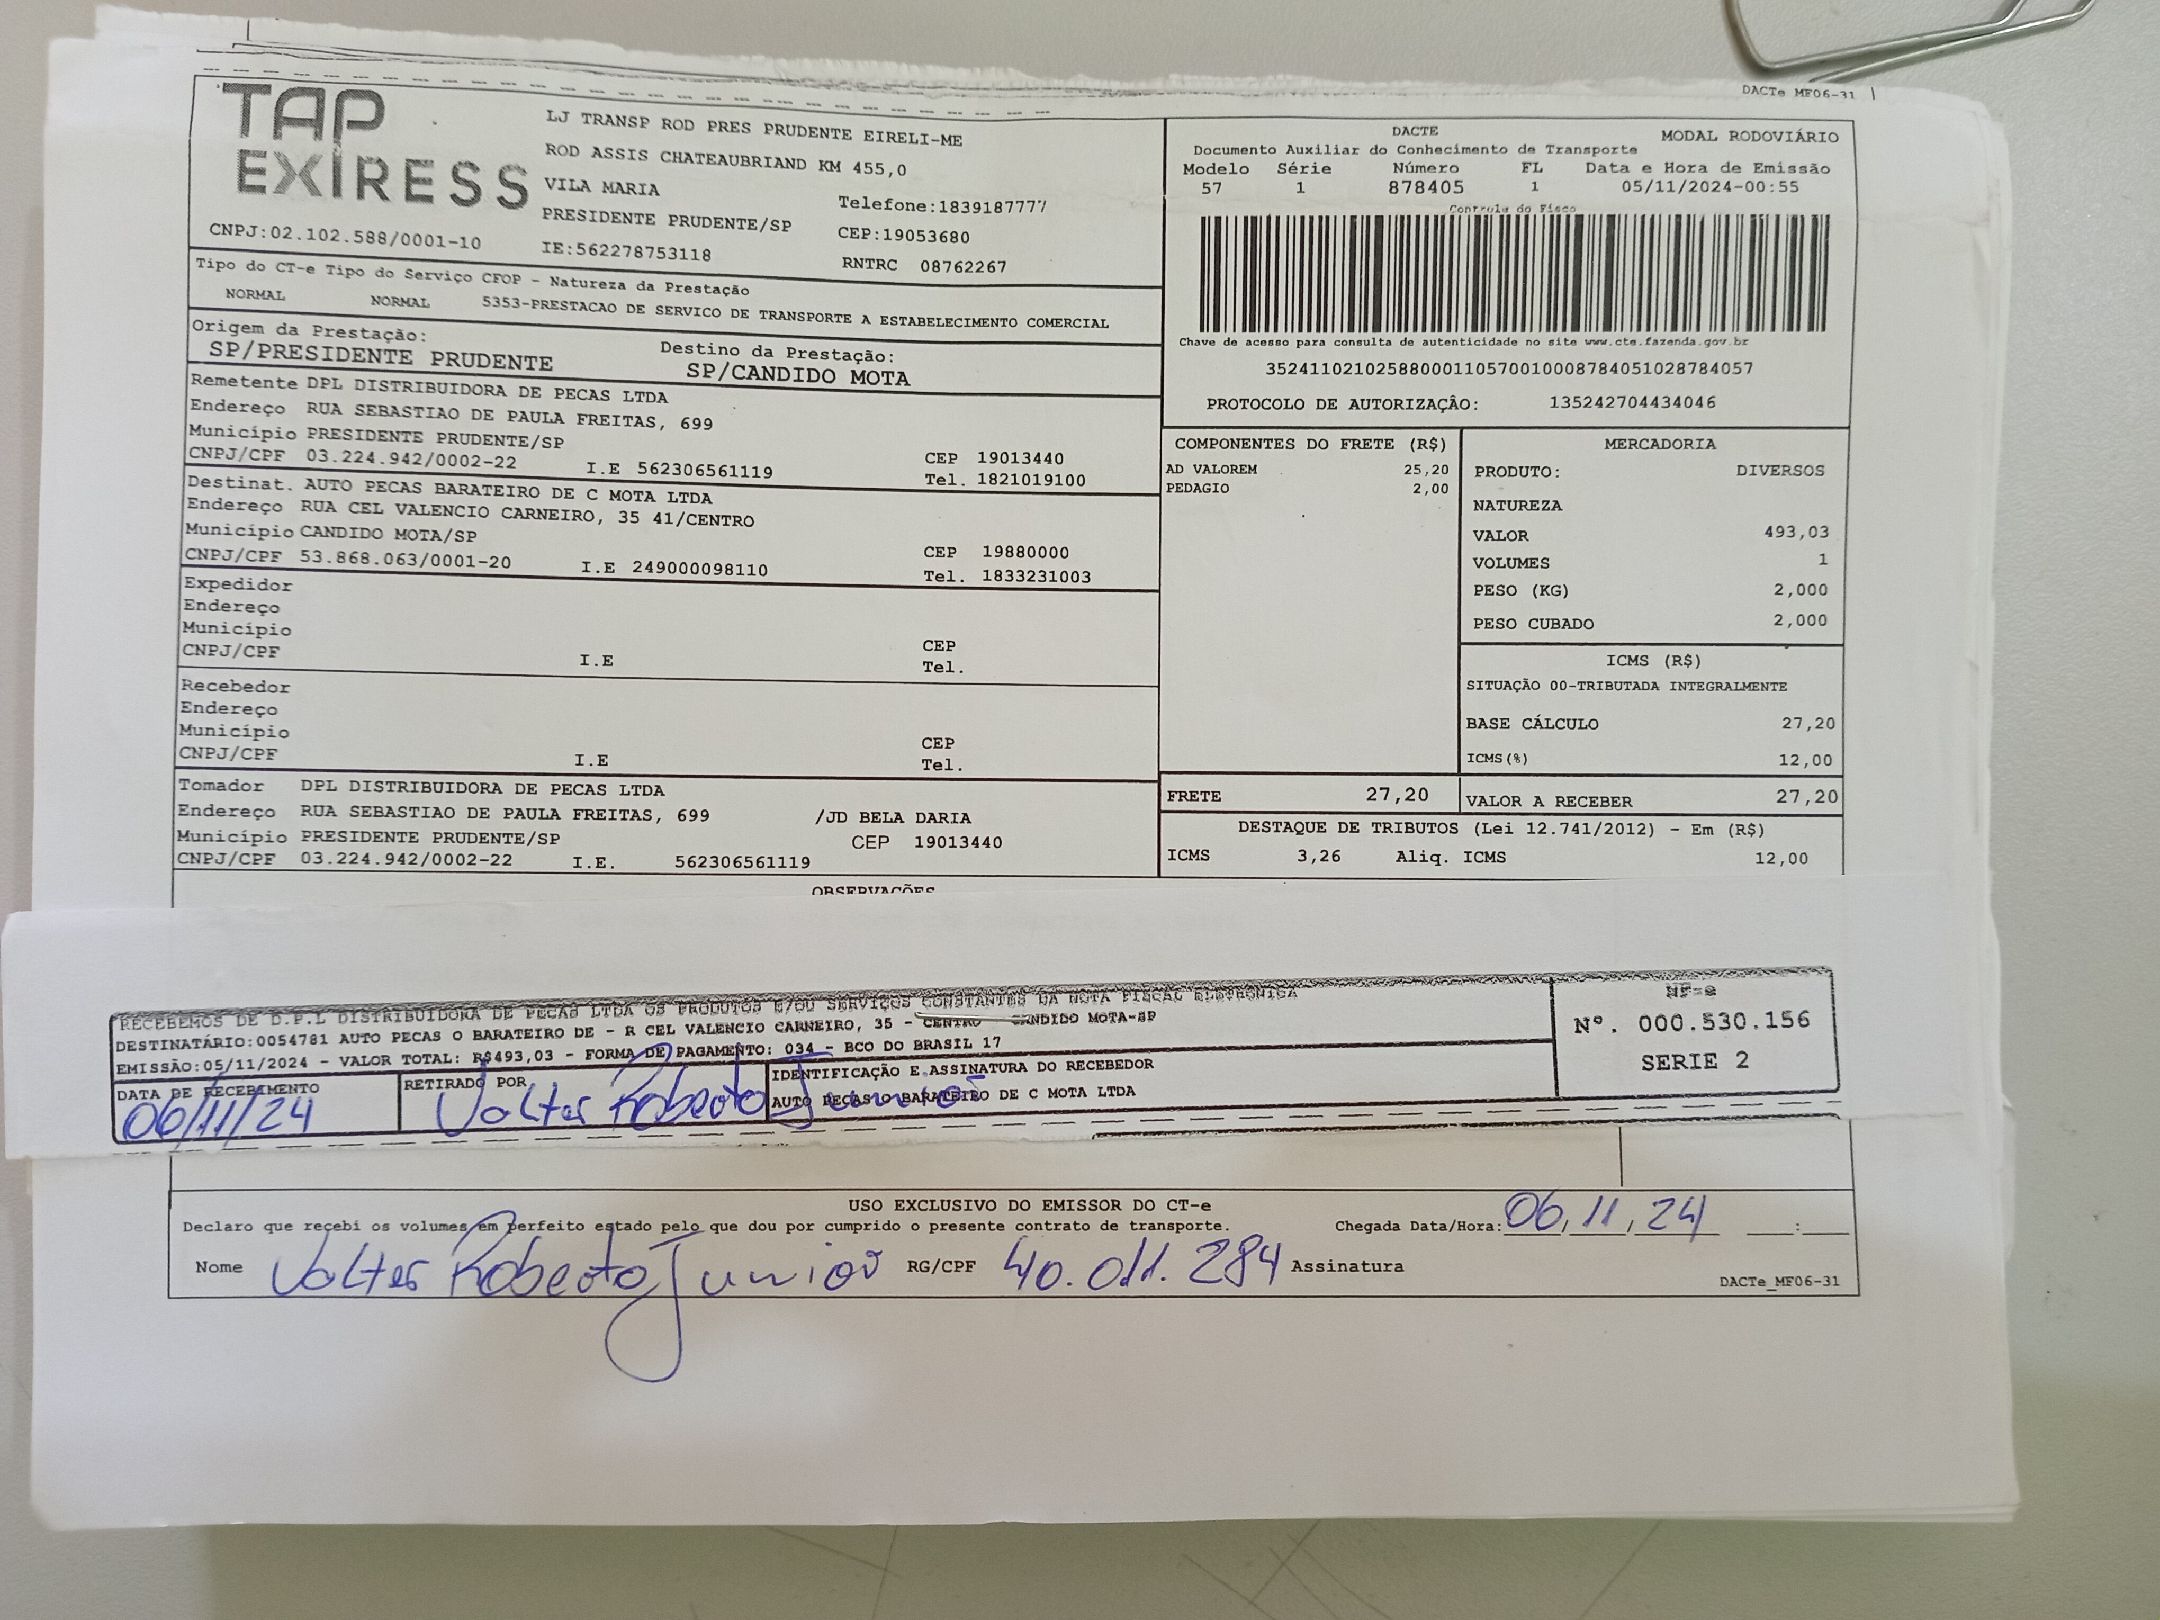 DACTe MF06-31
TAP
EXIRESS
LJ TRANSP ROD PRES PRUDENTE EIRELI-ME
ROD ASSIS CHATEAUBRIAND KM 455,0
VILA MARIA
Telefone:1839187777
PRESIDENTE PRUDENTE/SP
CEP:19053680
CNPJ:02.102.588/0001-10
IE:562278753118
RNTRC 08762267
DACTE
MODAL RODOVIÁRIO
Documento Auxiliar do Conhecimento de Transporte
Modelo Série Número FL Data e Hora de Emissão
57 1 878405 1 05/11/2024-00:55
Controle do Fisco
Chave de acesso para consulta de autenticidade no site www.cte.fazenda.gov.br
35241102102588000110570010008784051028784057
PROTOCOLO DE AUTORIZAÇÂO: 135242704434046
Tipo do CT-e Tipo do Serviço CFOP - Natureza da Prestação
NORMAL NORMAL 5353-PRESTACAO DE SERVICO DE TRANSPORTE A ESTABELECIMENTO COMERCIAL
Origem da Prestação: Destino da Prestação:
SP/PRESIDENTE PRUDENTE SP/CANDIDO MOTA
Remetente DPL DISTRIBUIDORA DE PECAS LTDA
Endereço RUA SEBASTIAO DE PAULA FREITAS, 699
Município PRESIDENTE PRUDENTE/SP CEP 19013440
CNPJ/CPF 03.224.942/0002-22 I.E 562306561119 Tel. 1821019100
Destinat. AUTO PECAS BARATEIRO DE C MOTA LTDA
Endereço RUA CEL VALENCIO CARNEIRO, 35 41/CENTRO
Município CANDIDO MOTA/SP CEP 19880000
CNPJ/CPF 53.868.063/0001-20 I.E 249000098110 Tel. 1833231003
Expedidor
Endereço
Município CEP
CNPJ/CPF I.E Tel.
Recebedor
Endereço
Município CEP
CNPJ/CPF I.E Tel.
Tomador DPL DISTRIBUIDORA DE PECAS LTDA
Endereço RUA SEBASTIAO DE PAULA FREITAS, 699 /JD BELA DARIA
Município PRESIDENTE PRUDENTE/SP CEP 19013440
CNPJ/CPF 03.224.942/0002-22 I.E. 562306561119
COMPONENTES DO FRETE (R$)
AD VALOREM 25,20
PEDAGIO 2,00
MERCADORIA
PRODUTO: DIVERSOS
NATUREZA
VALOR 493,03
VOLUMES 1
PESO (KG) 2,000
PESO CUBADO 2,000
ICMS (R$)
SITUAÇÃO 00-TRIBUTADA INTEGRALMENTE
BASE CÁLCULO 27,20
ICMS(%) 12,00
FRETE 27,20 VALOR A RECEBER 27,20
DESTAQUE DE TRIBUTOS (Lei 12.741/2012) - Em (R$)
ICMS 3,26 Aliq. ICMS 12,00
OBSERVAÇÕES
RECEBEMOS DE D.P.L DISTRIBUIDORA DE PECAS LTDA OS PRODUTOS E/OU SERVIÇOS CONSTANTES DA NOTA FISCAL ELETRÔNICA
DESTINATÁRIO:0054781 AUTO PECAS O BARATEIRO DE - R CEL VALENCIO CARNEIRO, 35 - CENTRO CANDIDO MOTA-SP
EMISSÃO:05/11/2024 - VALOR TOTAL: R$493,03 - FORMA DE PAGAMENTO: 034 - BCO DO BRASIL 17
DATA DE RECEBIMENTO RETIRADO POR IDENTIFICAÇÃO E ASSINATURA DO RECEBEDOR
06/11/24 Valter Roberto Junior AUTO PECAS O BARATEIRO DE C MOTA LTDA
NF-e
Nº. 000.530.156
SERIE 2
USO EXCLUSIVO DO EMISSOR DO CT-e
Declaro que recebi os volumes em perfeito estado pelo que dou por cumprido o presente contrato de transporte. Chegada Data/Hora: 06/11/24 :
Nome Valter Roberto Junior RG/CPF 40.011.284 Assinatura
DACTe_MF06-31